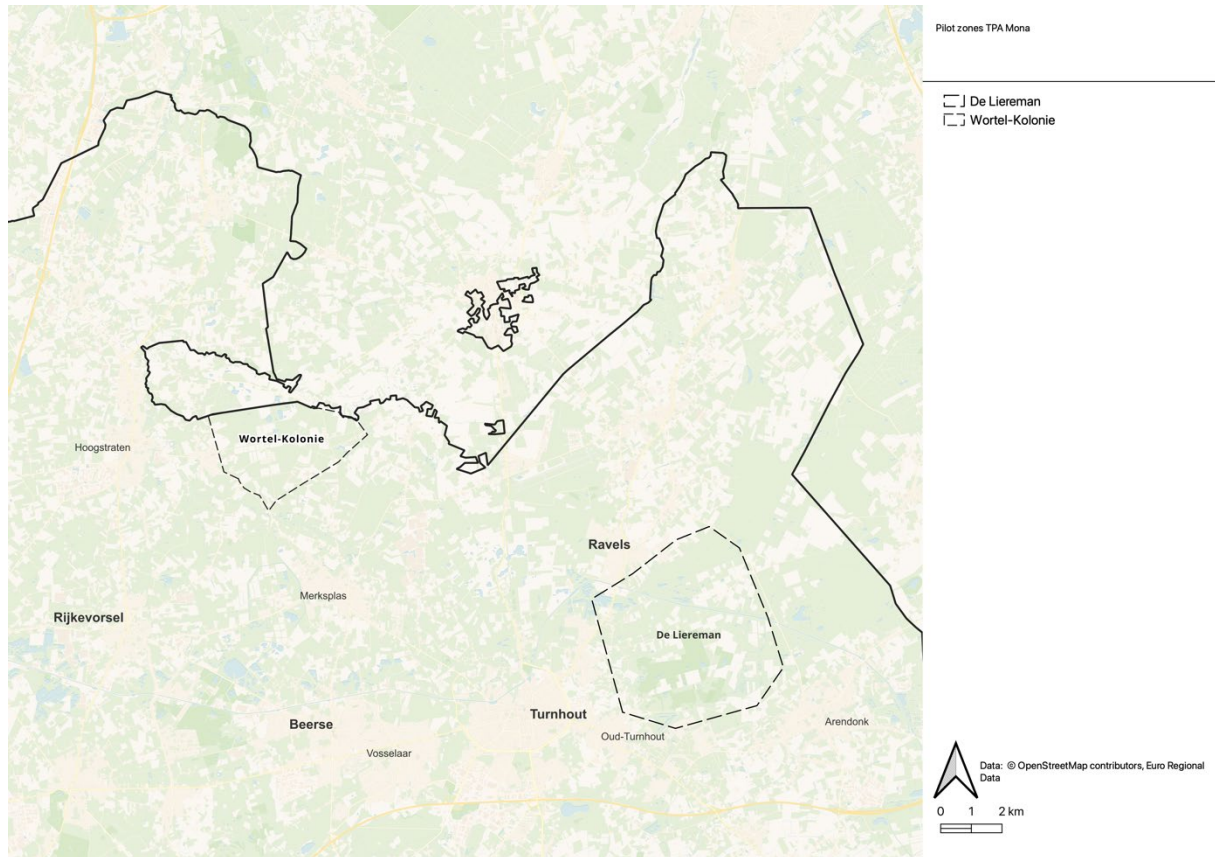 Pilot zones TPA Mona
De Liereman
Wortel-Kolonie
Wortel-Kolonie
Hoogstraten
Ravels
Merksplas
Rijkevorsel
De Liereman
Turnhout
Beerse
Arendonk
Oud-Turnhout
Vosselaar
Data: © OpenStreetMap contributors, Euro Regional
Data
0 1 2 km